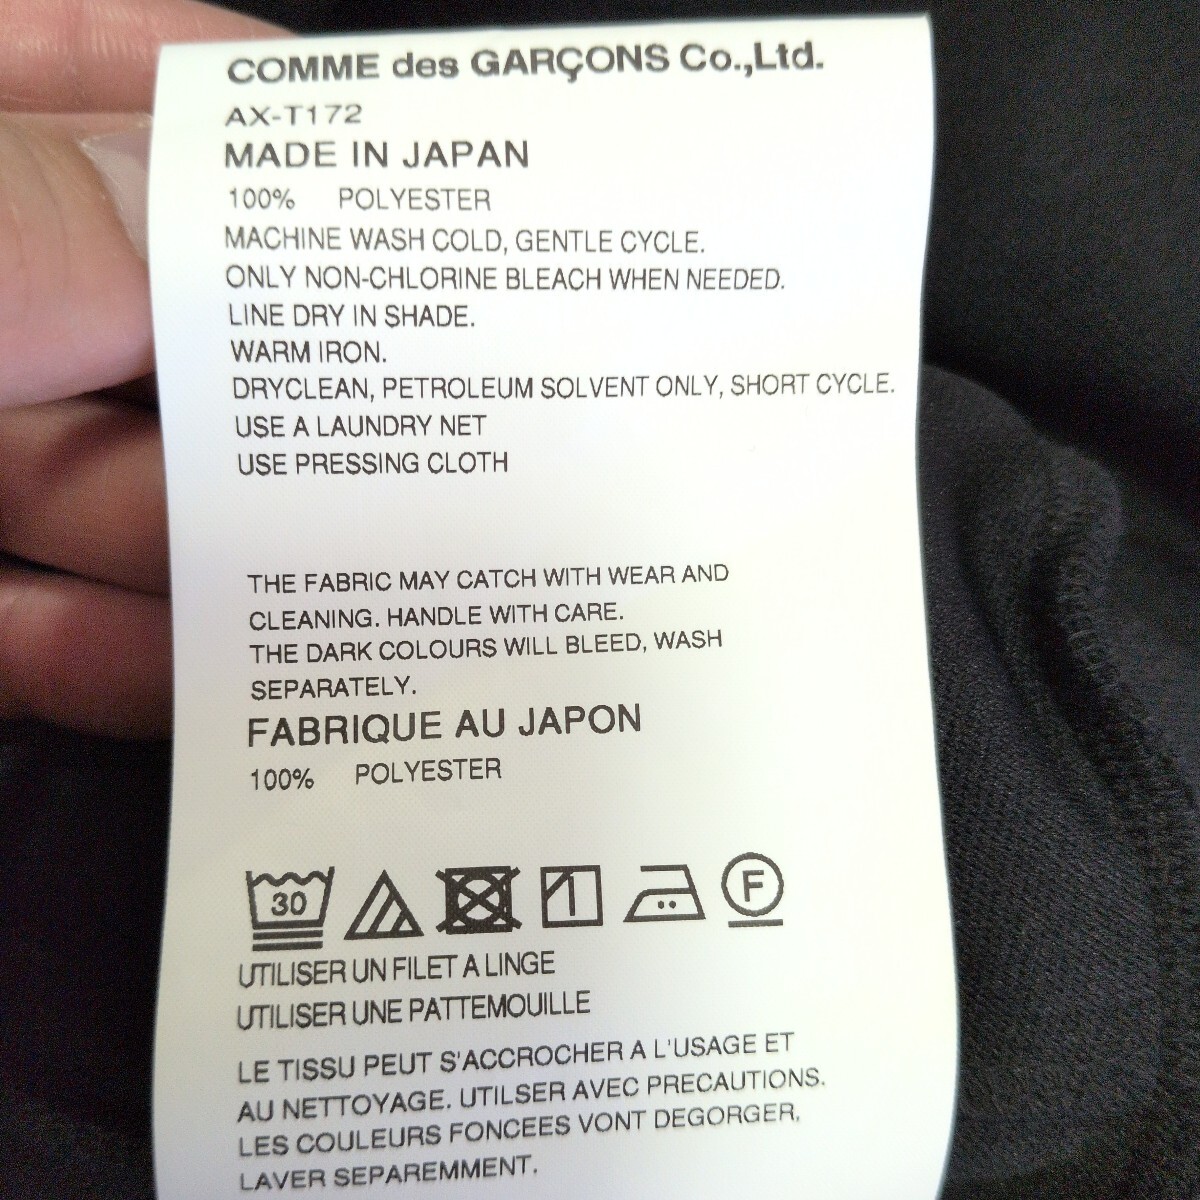 COMME des GARÇONS Co.,Ltd.
AX-T172
MADE IN JAPAN
100% POLYESTER
MACHINE WASH COLD, GENTLE CYCLE.
ONLY NON-CHLORINE BLEACH WHEN NEEDED.
LINE DRY IN SHADE.
WARM IRON.
DRYCLEAN, PETROLEUM SOLVENT ONLY, SHORT CYCLE.
USE A LAUNDRY NET
USE PRESSING CLOTH
THE FABRIC MAY CATCH WITH WEAR AND
CLEANING. HANDLE WITH CARE.
THE DARK COLOURS WILL BLEED, WASH
SEPARATELY.
FABRIQUE AU JAPON
100% POLYESTER
30 F
UTILISER UN FILET A LINGE
UTILISER UNE PATTEMOUILLE
LE TISSU PEUT S'ACCROCHER A L'USAGE ET
AU NETTOYAGE. UTILSER AVEC PRECAUTIONS.
LES COULEURS FONCEES VONT DEGORGER,
LAVER SEPAREMMENT.